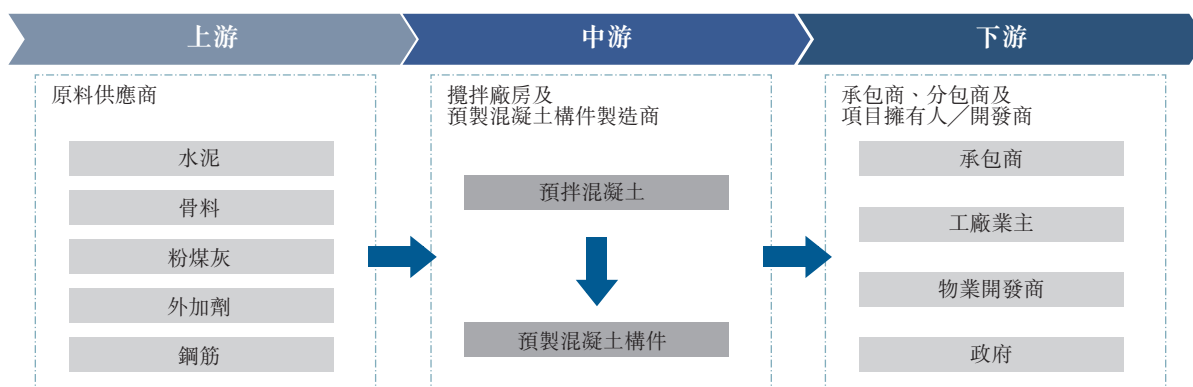 上游
中游
下游
原料供應商
水泥
骨料
粉煤灰
外加劑
鋼筋
攪拌廠房及
預製混凝土構件製造商
預拌混凝土
預製混凝土構件
承包商、分包商及
項目擁有人／開發商
承包商
工廠業主
物業開發商
政府